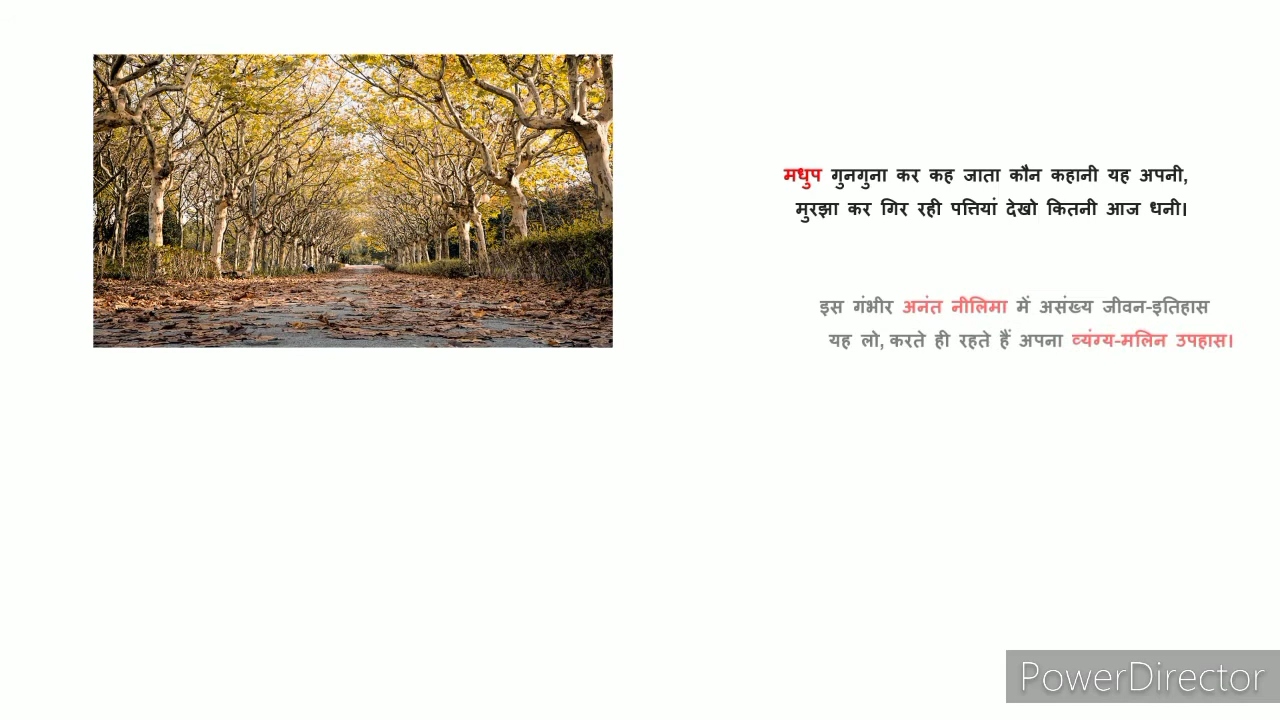 मधुप गुनगुना कर कह जाता कौन कहानी यह अपनी,
मुरझा कर गिर रही पत्तियां देखो कितनी आज धनी।
इस गंभीर अनंत नीलिमा में असंख्य जीवन-इतिहास
यह लो, करते ही रहते हैं अपना व्यंग्य-मलिन उपहास।
PowerDirector